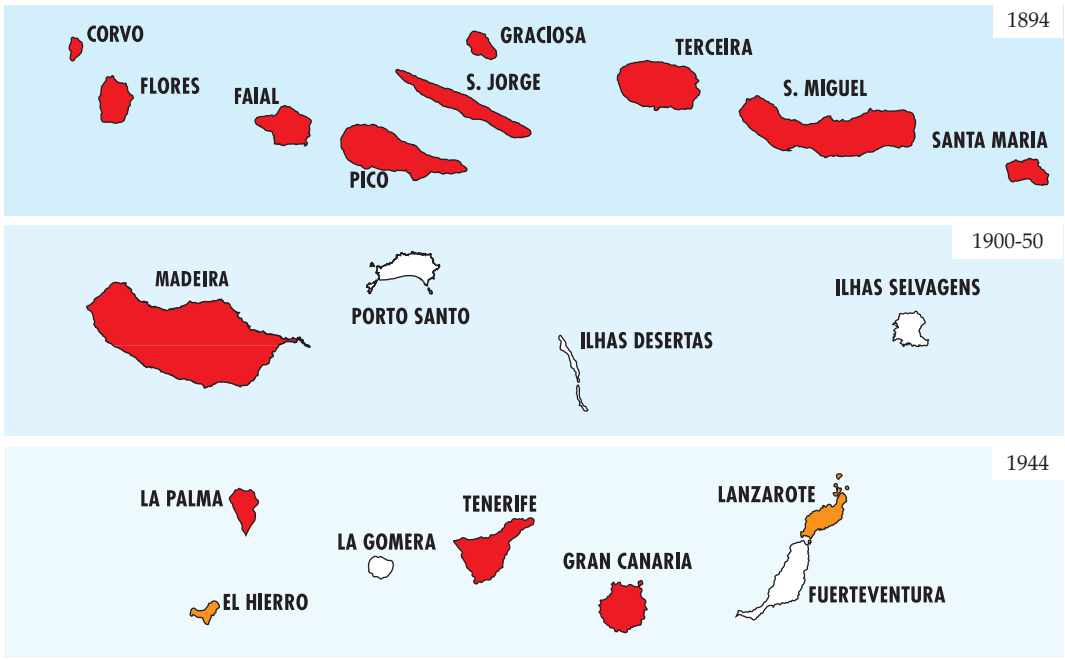 1894
CORVO
GRACIOSA
TERCEIRA
FLORES
S. JORGE
FAIAL
S. MIGUEL
SANTA MARIA
PICO
1900-50
MADEIRA
ILHAS SELVAGENS
PORTO SANTO
ILHAS DESERTAS
1944
LA PALMA
TENERIFE
LANZAROTE
LA GOMERA
GRAN CANARIA
EL HIERRO
FUERTEVENTURA